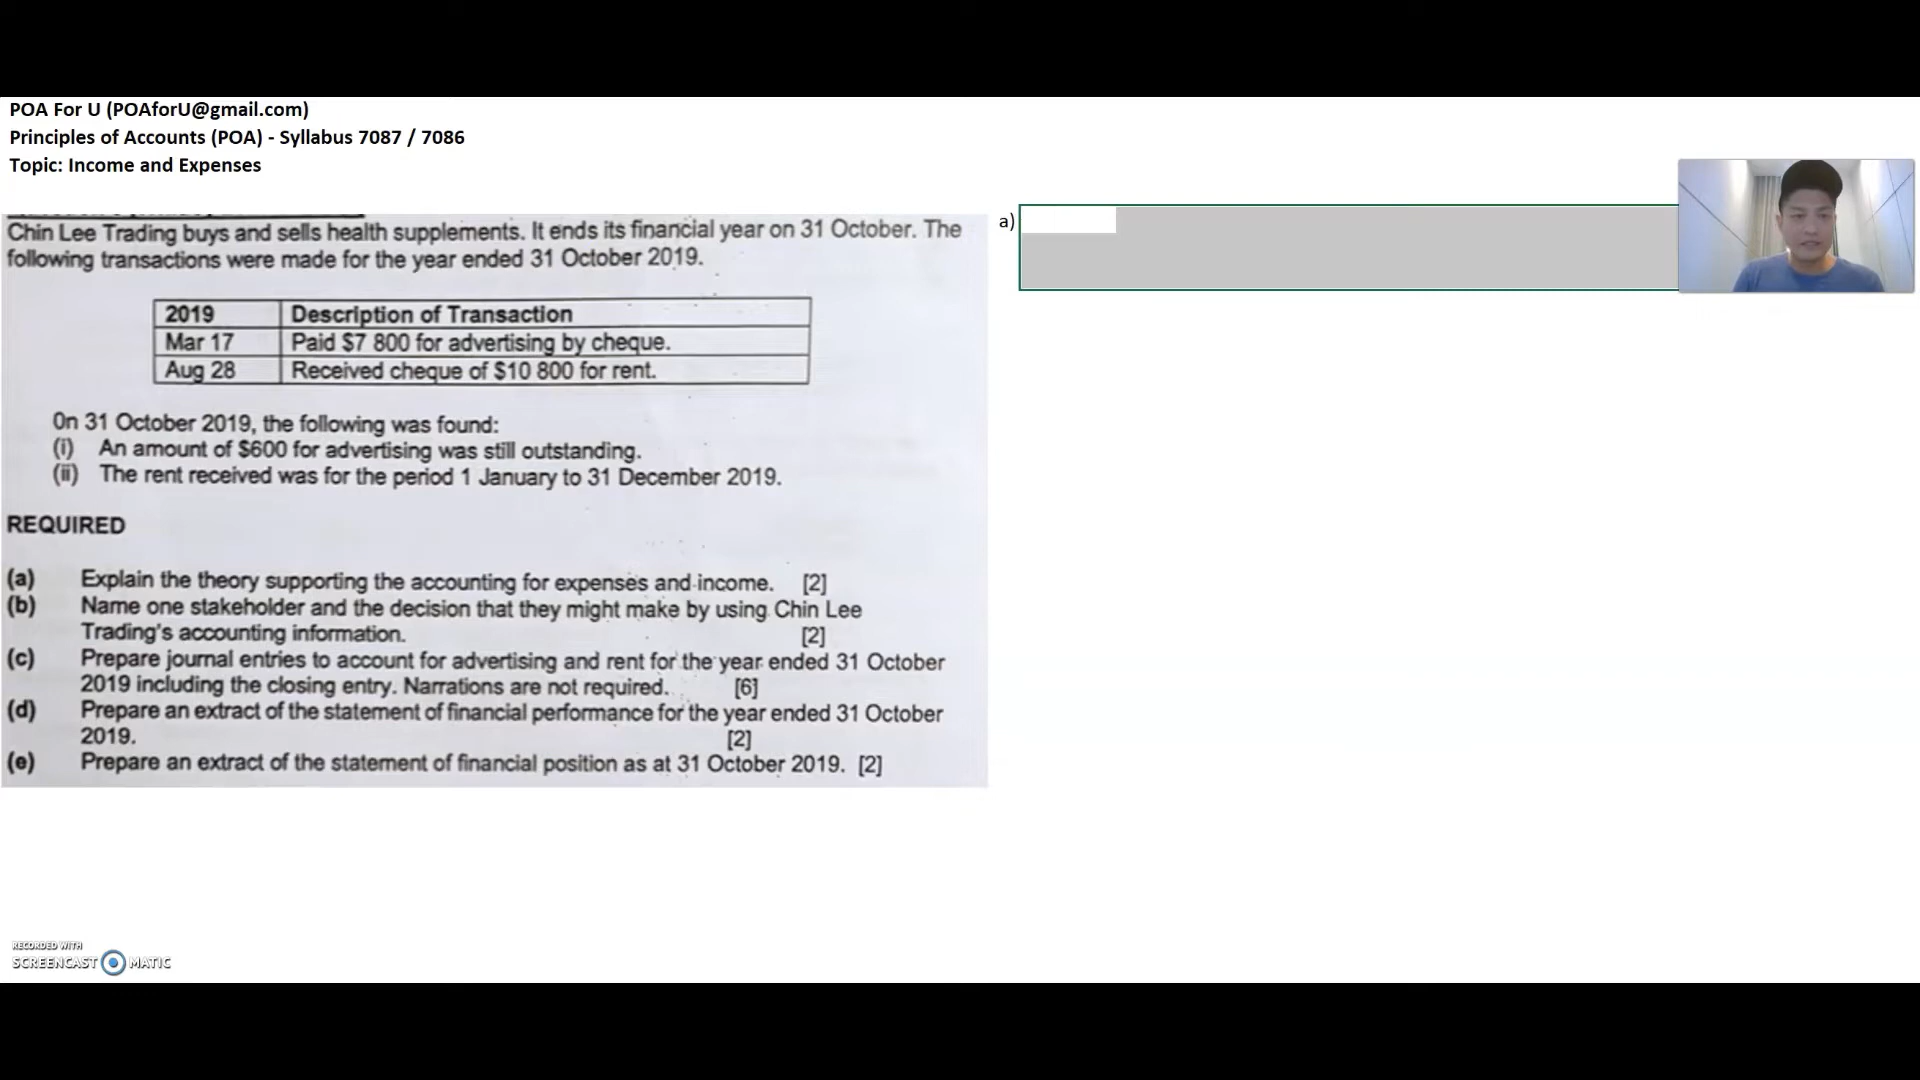 POA For U (POAforU@gmail.com)
Principles of Accounts (POA) - Syllabus 7087 / 7086
Topic: Income and Expenses
Chin Lee Trading buys and sells health supplements. It ends its financial year on 31 October. The
following transactions were made for the year ended 31 October 2019.
2019 Description of Transaction
Mar 17 Paid $7 800 for advertising by cheque.
Aug 28 Received cheque of $10 800 for rent.
On 31 October 2019, the following was found:
(i) An amount of $600 for advertising was still outstanding.
(ii) The rent received was for the period 1 January to 31 December 2019.
REQUIRED
(a) Explain the theory supporting the accounting for expenses and income. [2]
(b) Name one stakeholder and the decision that they might make by using Chin Lee
Trading's accounting information. [2]
(c) Prepare journal entries to account for advertising and rent for the year ended 31 October
2019 including the closing entry. Narrations are not required. [6]
(d) Prepare an extract of the statement of financial performance for the year ended 31 October
2019. [2]
(e) Prepare an extract of the statement of financial position as at 31 October 2019. [2]
a)
RECORDED WITH
SCREENCAST MATIC